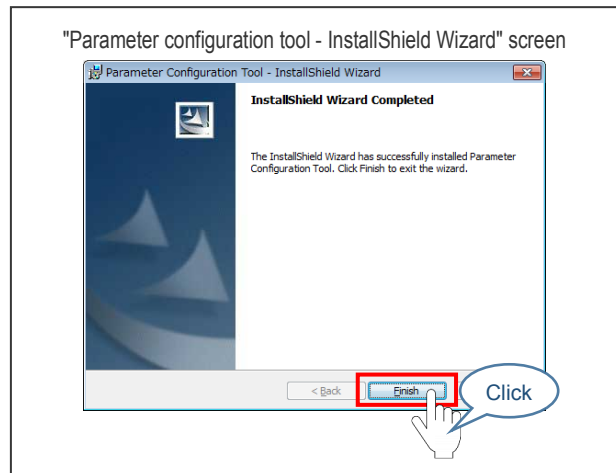 "Parameter configuration tool - InstallShield Wizard" screen
Parameter Configuration Tool - InstallShield Wizard
InstallShield Wizard Completed
The InstallShield Wizard has successfully installed Parameter
Configuration Tool. Click Finish to exit the wizard.
< Back
Finish
Click